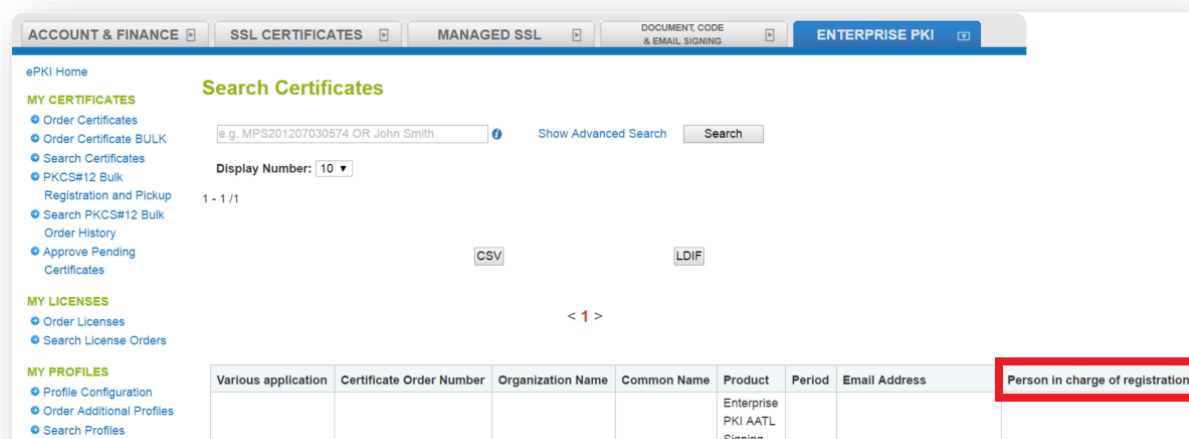 ACCOUNT & FINANCE
SSL CERTIFICATES
MANAGED SSL
DOCUMENT, CODE
& EMAIL SIGNING
ENTERPRISE PKI
ePKI Home
MY CERTIFICATES
Order Certificates
Order Certificate BULK
Search Certificates
PKCS#12 Bulk
Registration and Pickup
Search PKCS#12 Bulk
Order History
Approve Pending
Certificates
MY LICENSES
Order Licenses
Search License Orders
MY PROFILES
Profile Configuration
Order Additional Profiles
Search Profiles
Search Certificates
e.g. MPS201207030574 OR John Smith
Show Advanced Search
Search
Display Number: 10
1 - 1 /1
CSV
LDIF
< 1 >
Various application
Certificate Order Number
Organization Name
Common Name
Product
Period
Email Address
Person in charge of registration
Enterprise
PKI AATL
Signing